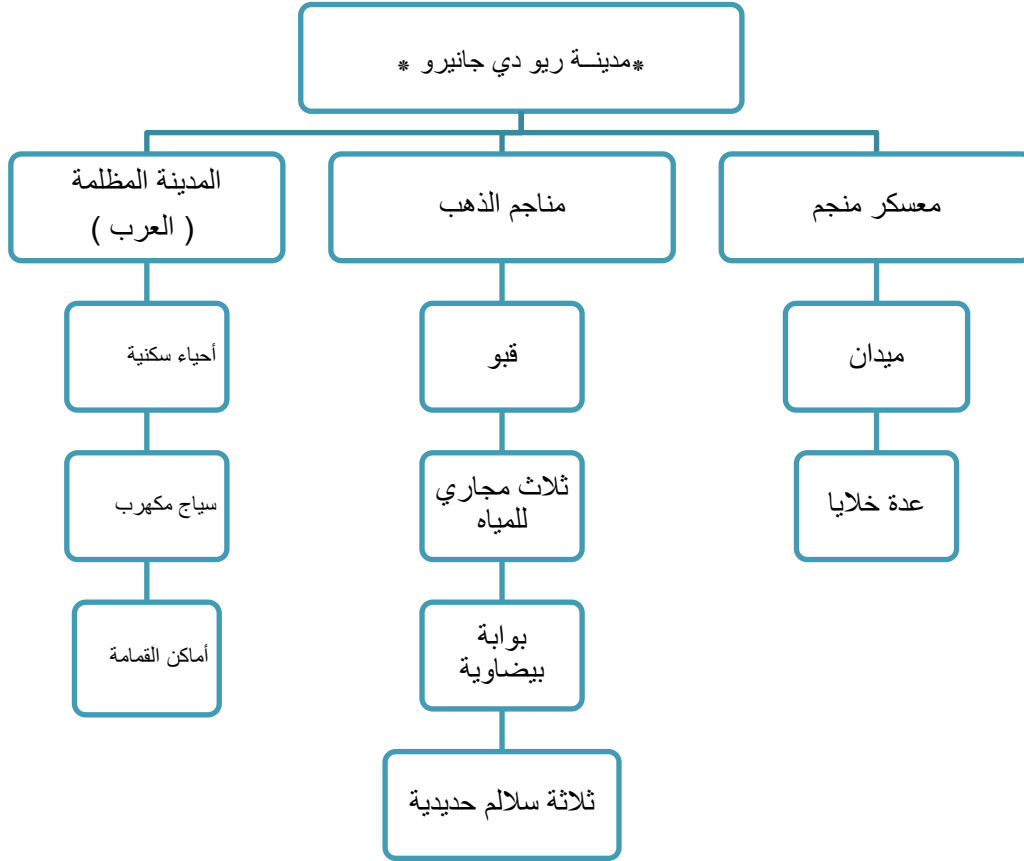 *مدينــة ريو دي جانيرو *
معسكر منجم
مناجم الذهب
المدينة المظلمة
( العرب )
ميدان
قبو
أحياء سكنية
عدة خلايا
ثلاث مجاري
للمياه
سياج مكهرب
بوابة
بيضاوية
أماكن القمامة
ثلاثة سلالم حديدية